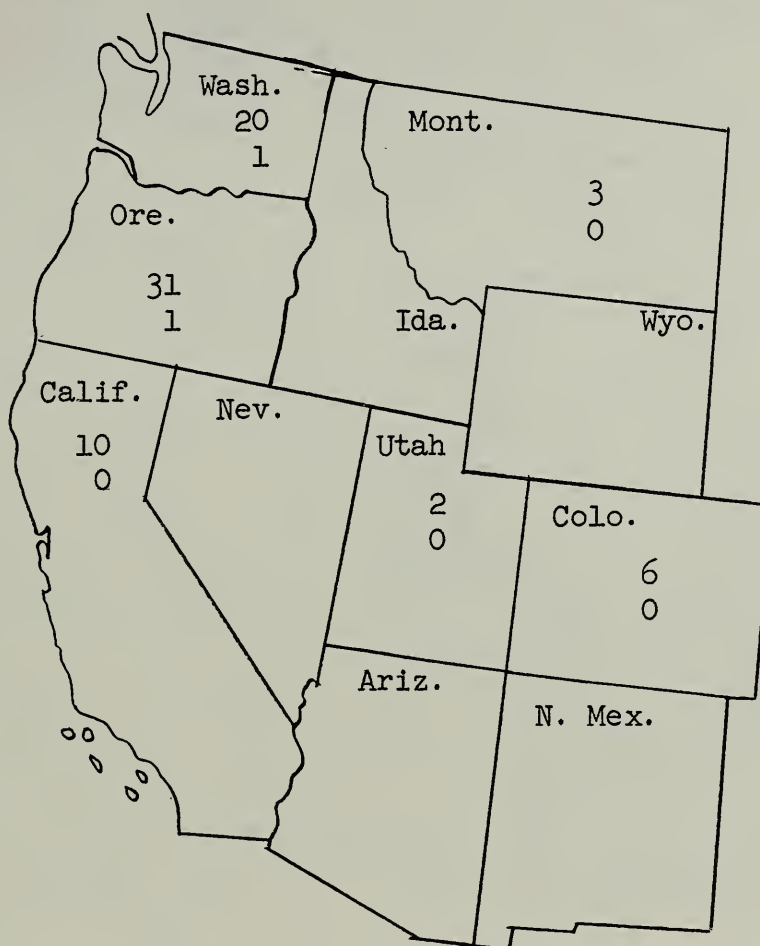 Wash.
20
1
Mont.
3
0
Ore.
31
1
Ida.
Wyo.
Calif.
10
0
Nev.
Utah
2
0
Colo.
6
0
Ariz.
N. Mex.